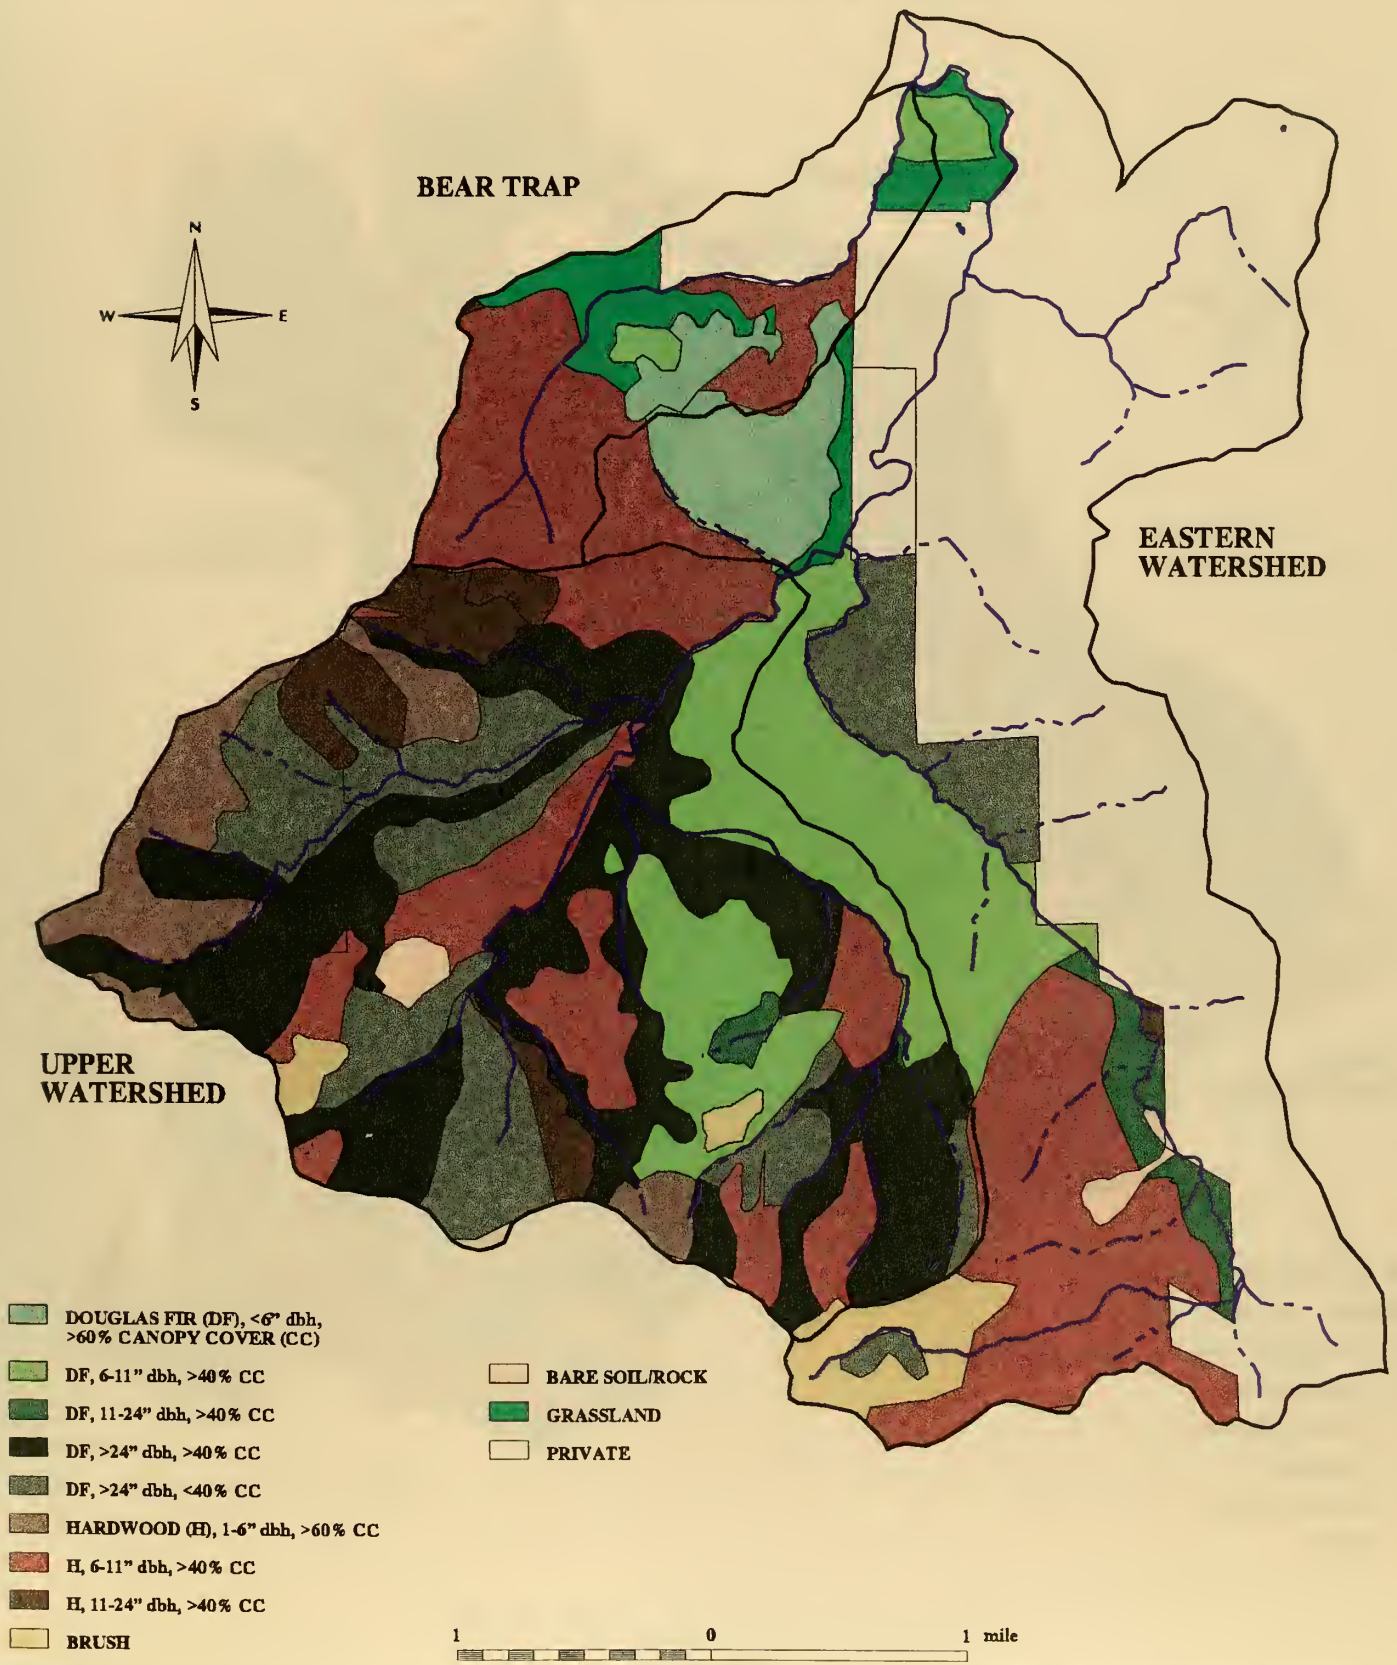 BEAR TRAP
N
W E
S
EASTERN
WATERSHED
UPPER
WATERSHED
DOUGLAS FIR (DF), <6" dbh,
>60% CANOPY COVER (CC)
DF, 6-11" dbh, >40% CC
DF, 11-24" dbh, >40% CC
DF, >24" dbh, >40% CC
DF, >24" dbh, <40% CC
HARDWOOD (H), 1-6" dbh, >60% CC
H, 6-11" dbh, >40% CC
H, 11-24" dbh, >40% CC
BRUSH
BARE SOIL/ROCK
GRASSLAND
PRIVATE
1 0 1 mile